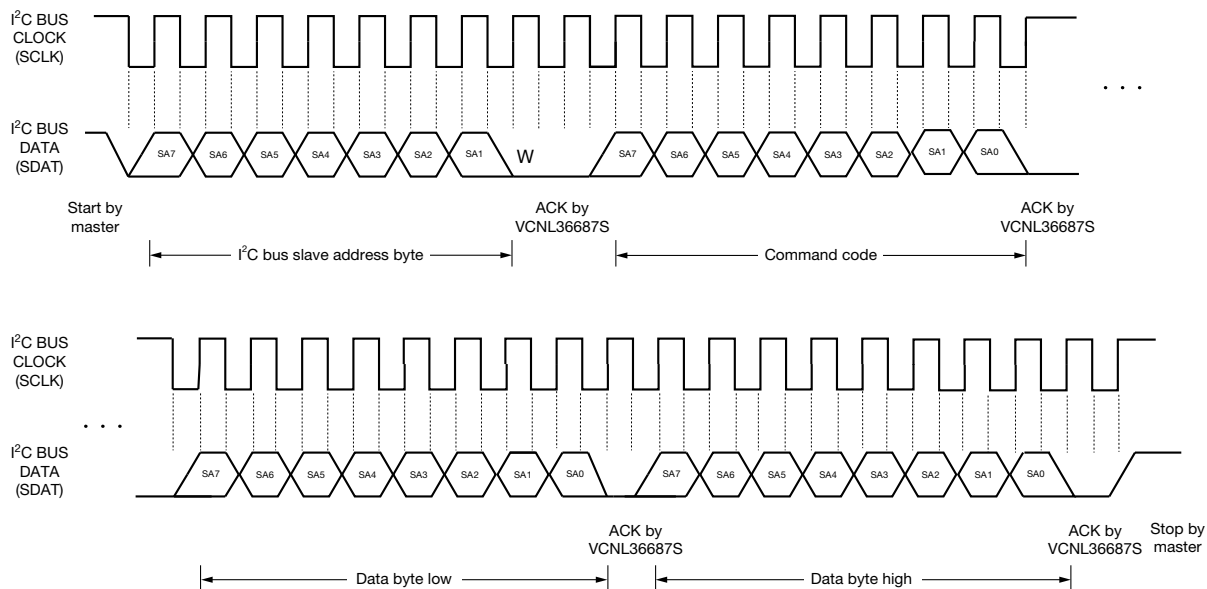 I²C BUS
CLOCK
(SCLK)
. . .
I²C BUS
DATA
(SDAT)
SA7 SA6 SA5 SA4 SA3 SA2 SA1 W SA7 SA6 SA5 SA4 SA3 SA2 SA1 SA0
Start by
master
ACK by
VCNL36687S
ACK by
VCNL36687S
I²C bus slave address byte
Command code
I²C BUS
CLOCK
(SCLK)
. . .
I²C BUS
DATA
(SDAT)
SA7 SA6 SA5 SA4 SA3 SA2 SA1 SA0 SA7 SA6 SA5 SA4 SA3 SA2 SA1 SA0
ACK by
VCNL36687S
ACK by
VCNL36687S
Stop by
master
Data byte low
Data byte high